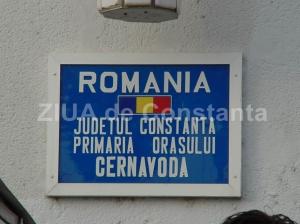 ROMANIA
ZIUA de Constanta
JUDETUL CONSTANTA
PRIMARIA ORASULUI
CERNAVODA